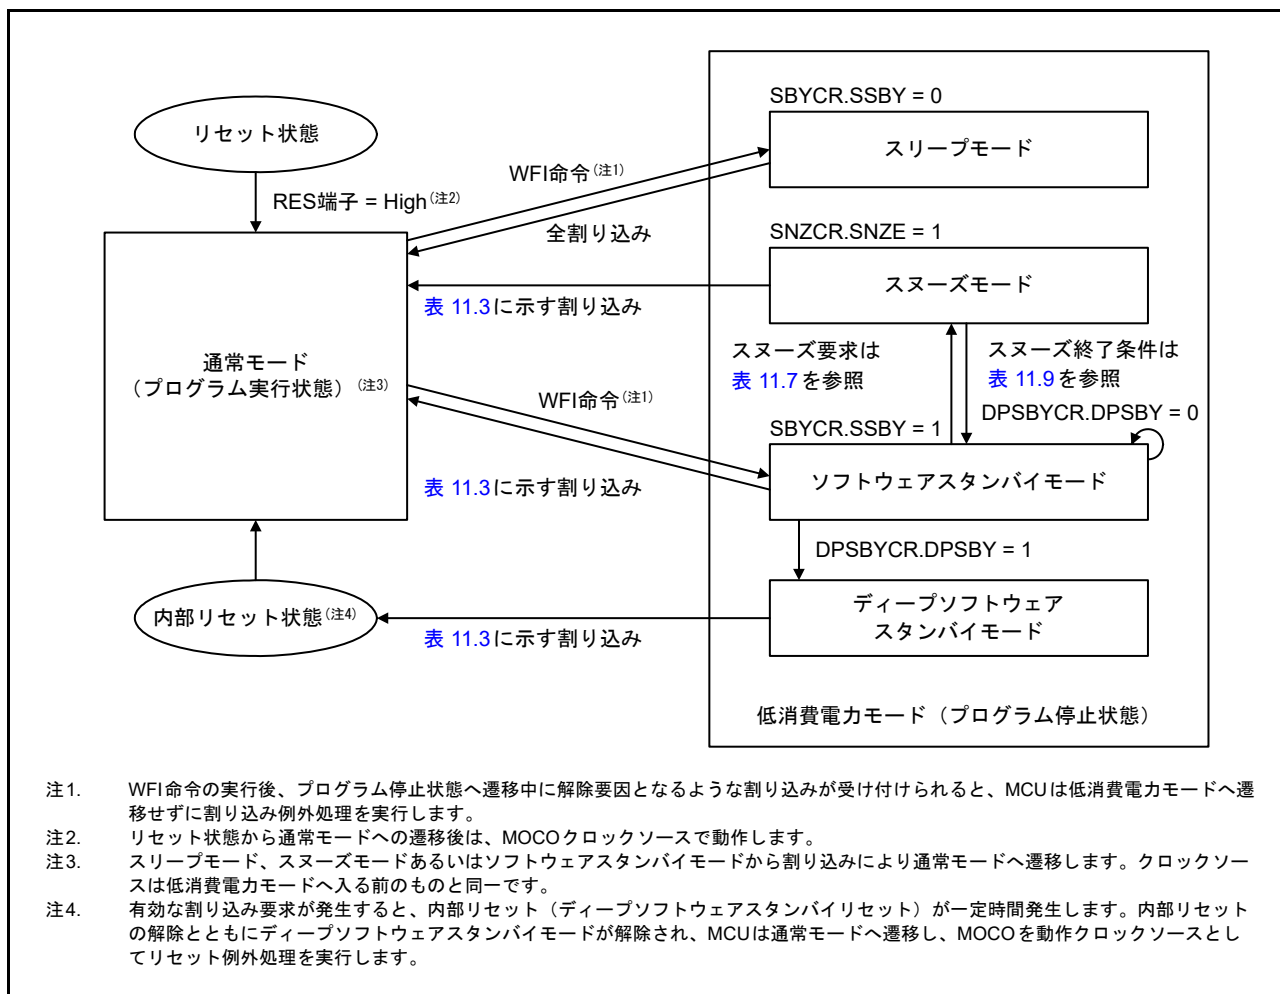 SBYCR.SSBY = 0
リセット状態
スリープモード
WFI命令(注1)
RES端子 = High(注2)
全割り込み
SNZCR.SNZE = 1
スヌーズモード
表 11.3に示す割り込み
通常モード
（プログラム実行状態）(注3)
スヌーズ要求は
表 11.7を参照
スヌーズ終了条件は
表 11.9を参照
WFI命令(注1)
DPSBYCR.DPSBY = 0
SBYCR.SSBY = 1
ソフトウェアスタンバイモード
表 11.3に示す割り込み
DPSBYCR.DPSBY = 1
ディープソフトウェア
スタンバイモード
内部リセット状態(注4)
表 11.3に示す割り込み
低消費電力モード（プログラム停止状態）
注1. WFI命令の実行後、プログラム停止状態へ遷移中に解除要因となるような割り込みが受け付けられると、MCUは低消費電力モードへ遷
移せずに割り込み例外処理を実行します。
注2. リセット状態から通常モードへの遷移後は、MOCOクロックソースで動作します。
注3. スリープモード、スヌーズモードあるいはソフトウェアスタンバイモードから割り込みにより通常モードへ遷移します。クロックソー
スは低消費電力モードへ入る前のものと同一です。
注4. 有効な割り込み要求が発生すると、内部リセット（ディープソフトウェアスタンバイリセット）が一定時間発生します。内部リセット
の解除とともにディープソフトウェアスタンバイモードが解除され、MCUは通常モードへ遷移し、MOCOを動作クロックソースとし
てリセット例外処理を実行します。